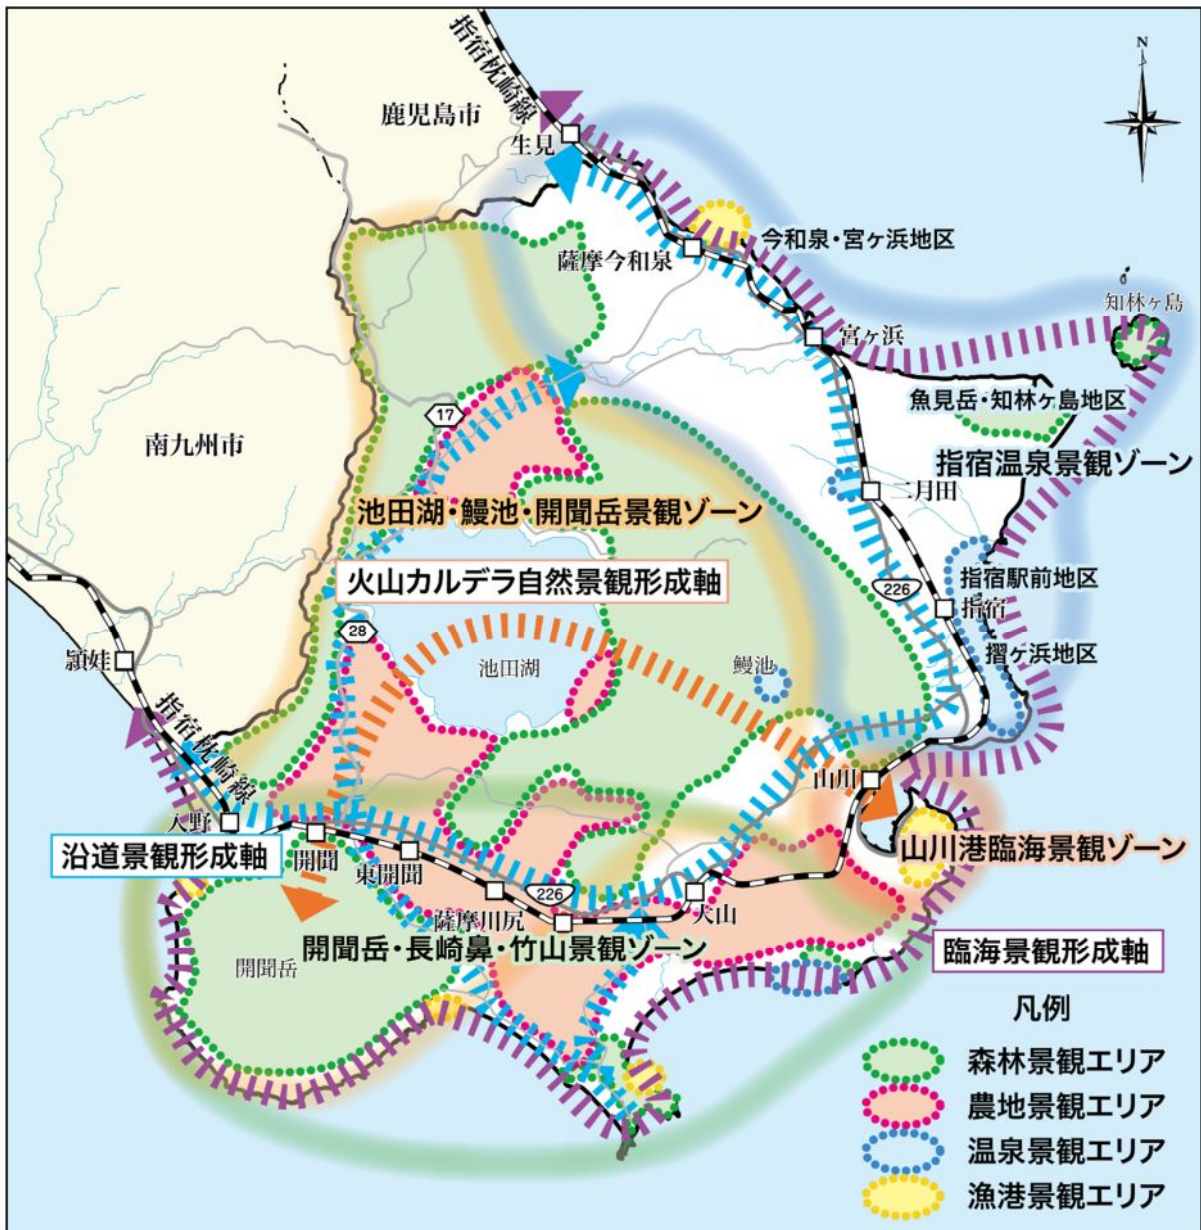 N
指宿枕崎線
鹿児島市
生見
薩摩今和泉
今和泉・宮ヶ浜地区
知林ヶ島
宮ヶ浜
魚見岳・知林ヶ島地区
17
南九州市
指宿温泉景観ゾーン
二月田
池田湖・鰻池・開聞岳景観ゾーン
火山カルデラ自然景観形成軸
指宿駅前地区
226
指宿
28
摺ヶ浜地区
頴娃
池田湖
鰻池
指宿枕崎線
山川
入野
沿道景観形成軸
開聞
東開聞
山川港臨海景観ゾーン
226
大山
薩摩川尻
開聞岳・長崎鼻・竹山景観ゾーン
臨海景観形成軸
開聞岳
凡例
森林景観エリア
農地景観エリア
温泉景観エリア
漁港景観エリア